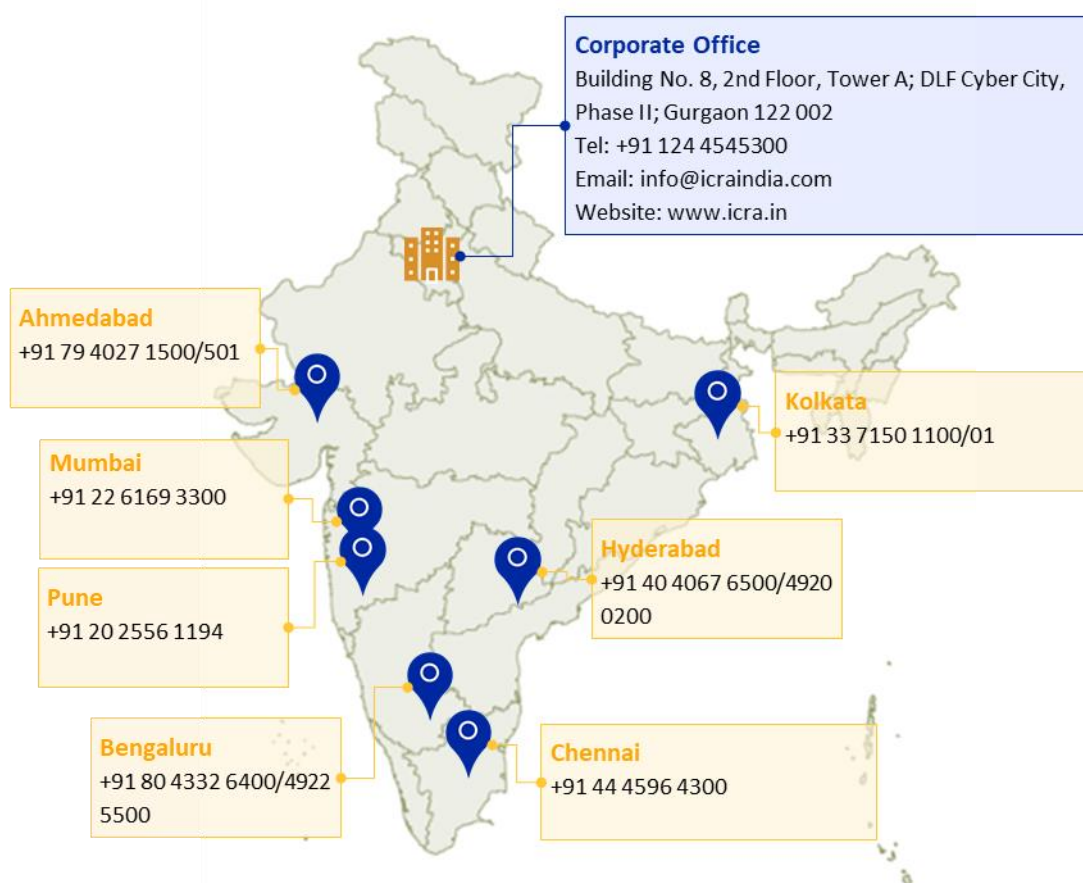 Corporate Office
Building No. 8, 2nd Floor, Tower A; DLF Cyber City,
Phase II; Gurgaon 122 002
Tel: +91 124 4545300
Email: info@icraindia.com
Website: www.icra.in
Ahmedabad
+91 79 4027 1500/501
Kolkata
+91 33 7150 1100/01
Mumbai
+91 22 6169 3300
Hyderabad
+91 40 4067 6500/4920
0200
Pune
+91 20 2556 1194
Bengaluru
+91 80 4332 6400/4922
5500
Chennai
+91 44 4596 4300